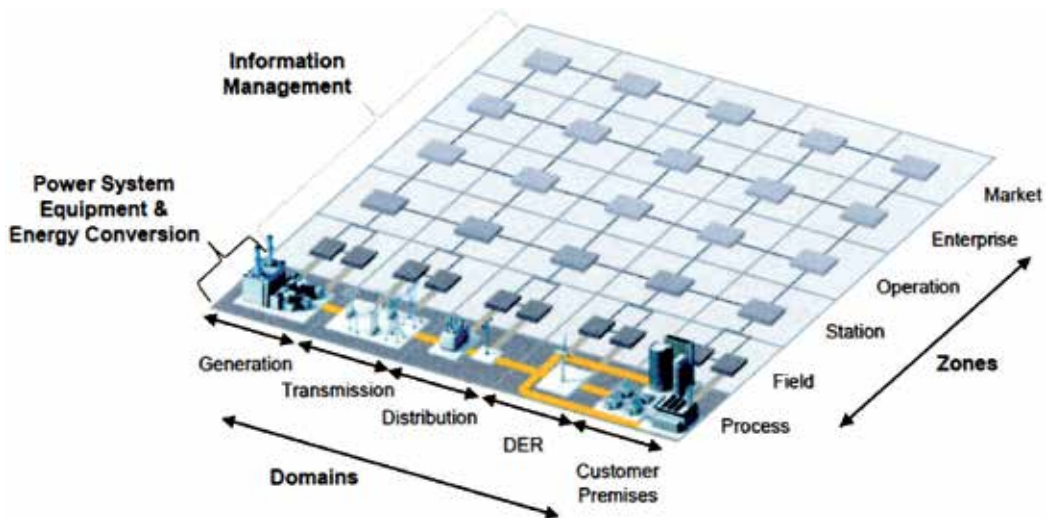 Information
Management
Power System
Equipment &
Energy Conversion
Market
Enterprise
Operation
Station
Field
Process
Zones
Generation
Transmission
Distribution
DER
Customer
Premises
Domains